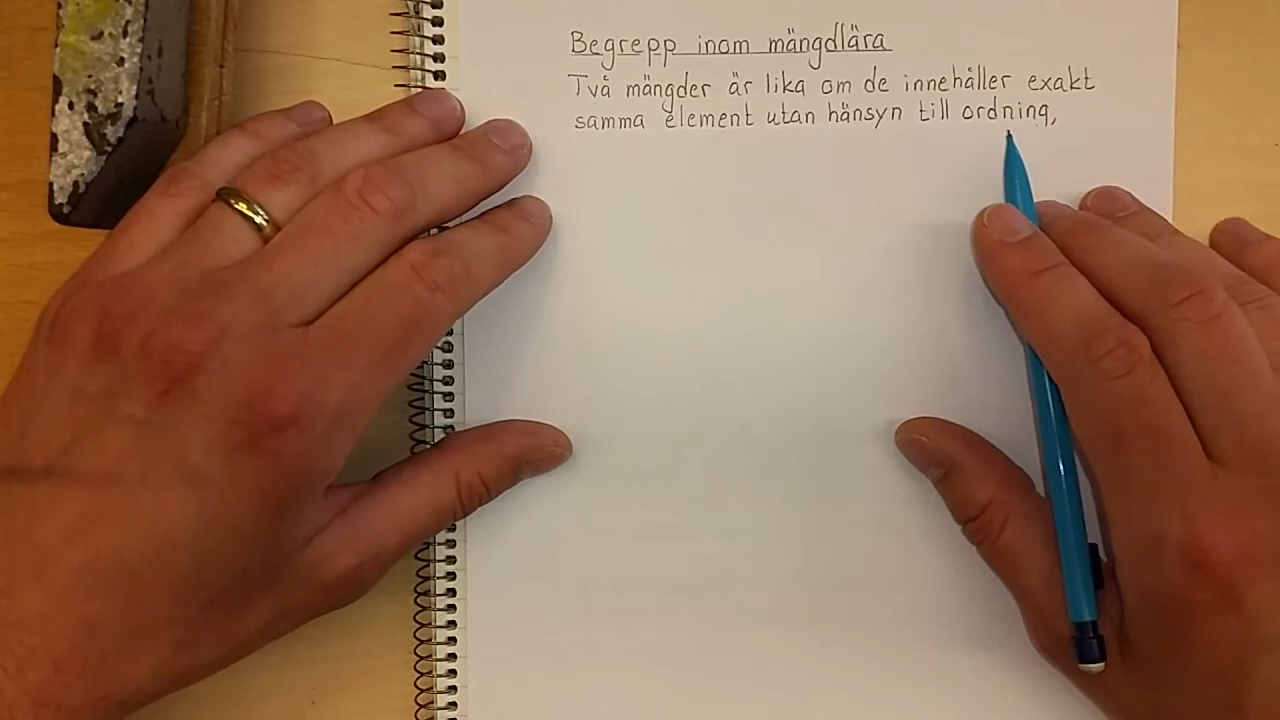 Begrepp inom mängdlära
Två mängder är lika om de innehåller exakt
samma element utan hänsyn till ordning,